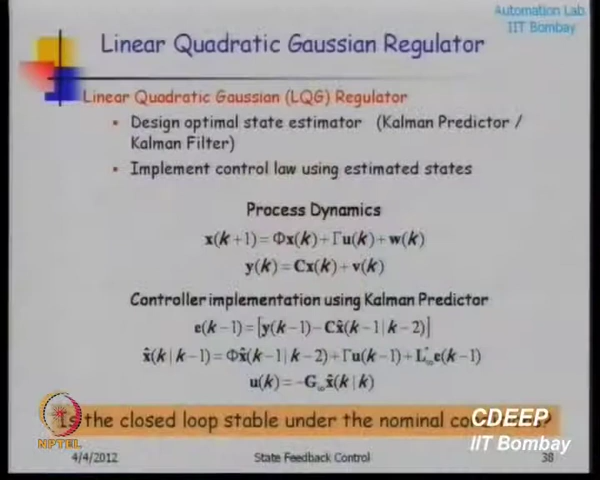 Automation Lab
IIT Bombay
Linear Quadratic Gaussian Regulator
Linear Quadratic Gaussian (LQG) Regulator
▪ Design optimal state estimator (Kalman Predictor /
Kalman Filter)
▪ Implement control law using estimated states
Process Dynamics
x(k+1)=Φx(k)+Γu(k)+w(k)
y(k)=Cx(k)+v(k)
Controller implementation using Kalman Predictor
e(k−1)=[y(k−1)−Cx̂(k−1|k−2)]
x̂(k|k−1)=Φx̂(k−1|k−2)+Γu(k−1)+L*∞e(k−1)
u(k)=−G∞x̂(k|k)
Is the closed loop stable under the nominal
CDEEP
IIT Bombay
NPTEL
4/4/2012 State Feedback Control 38